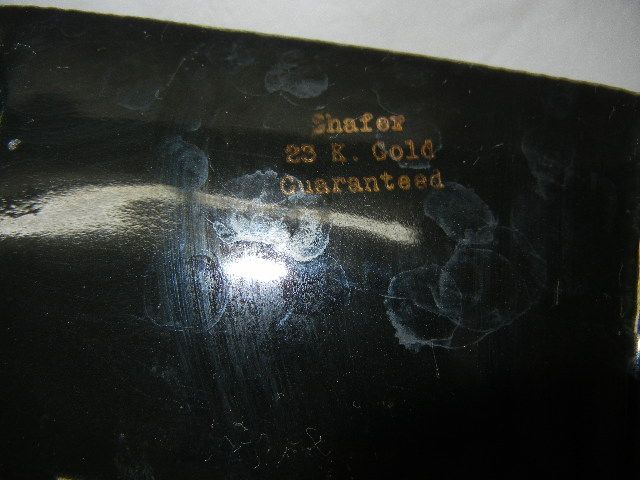 Shafer
23 K. Gold
Guaranteed